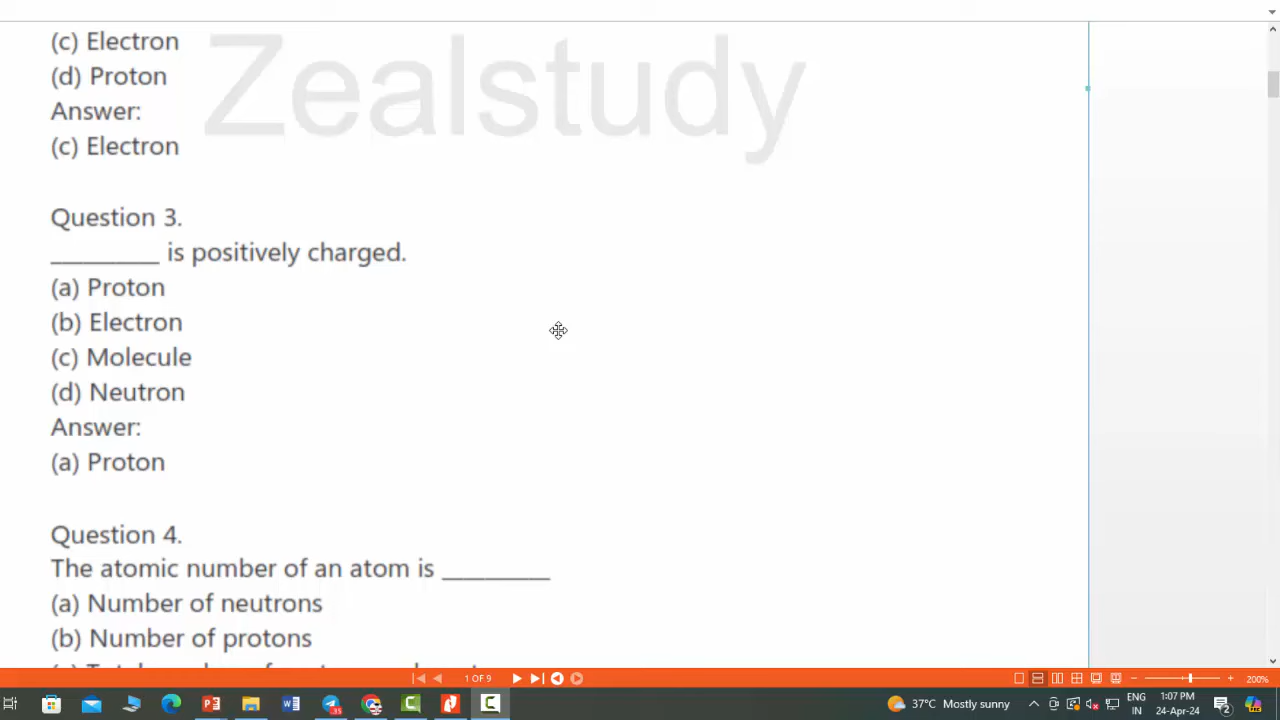 (c) Electron
(d) Proton
Answer:
(c) Electron
Zealstudy
Question 3.
__________ is positively charged.
(a) Proton
(b) Electron
(c) Molecule
(d) Neutron
Answer:
(a) Proton
Question 4.
The atomic number of an atom is __________
(a) Number of neutrons
(b) Number of protons
1 OF 9
200%
37°C Mostly sunny
ENG
IN
1:07 PM
24-Apr-24
2